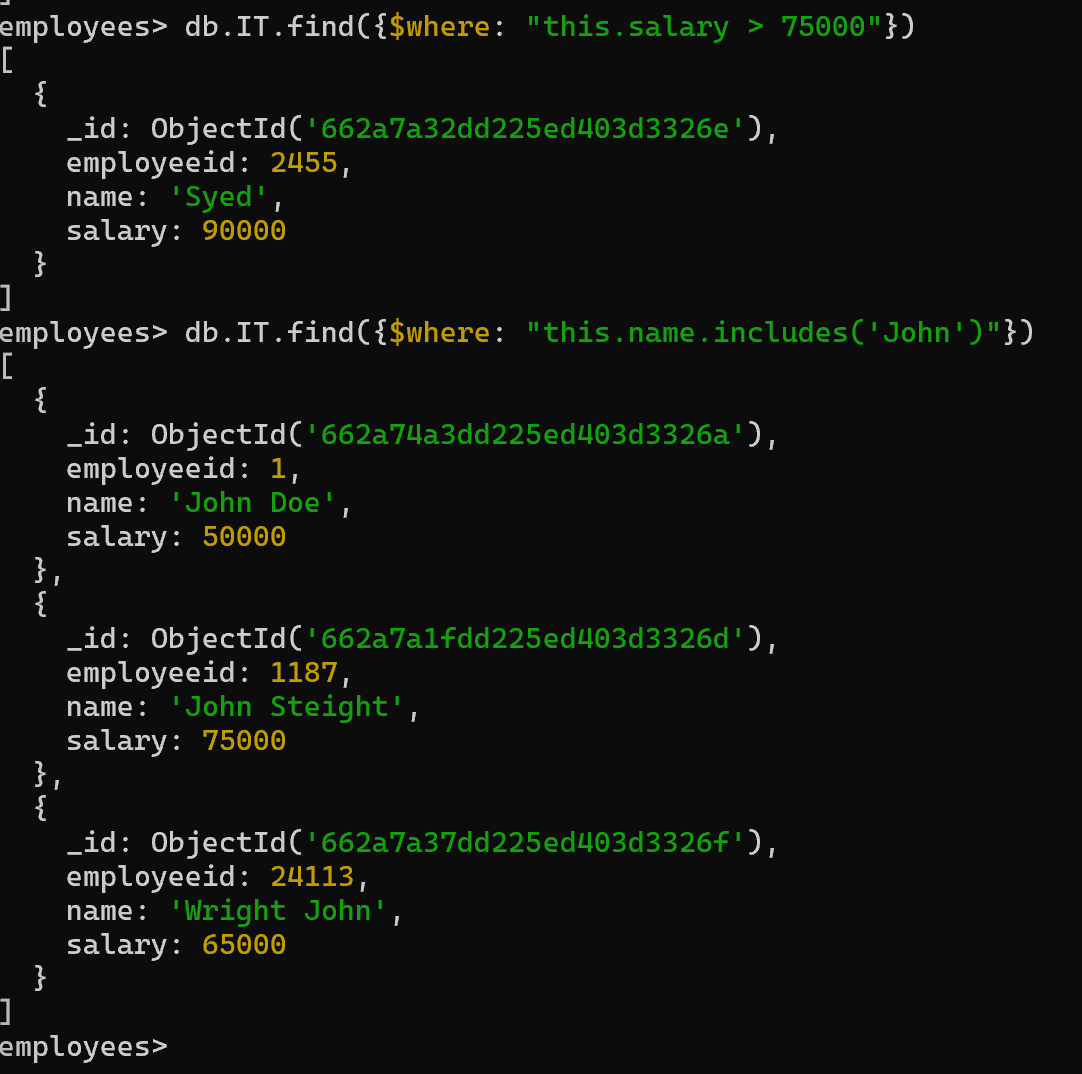 employees> db.IT.find({$where: "this.salary > 75000"})
[
  {
    _id: ObjectId('662a7a32dd225ed403d3326e'),
    employeeid: 2455,
    name: 'Syed',
    salary: 90000
  }
]
employees> db.IT.find({$where: "this.name.includes('John')"})
[
  {
    _id: ObjectId('662a74a3dd225ed403d3326a'),
    employeeid: 1,
    name: 'John Doe',
    salary: 50000
  },
  {
    _id: ObjectId('662a7a1fdd225ed403d3326d'),
    employeeid: 1187,
    name: 'John Steight',
    salary: 75000
  },
  {
    _id: ObjectId('662a7a37dd225ed403d3326f'),
    employeeid: 24113,
    name: 'Wright John',
    salary: 65000
  }
]
employees>